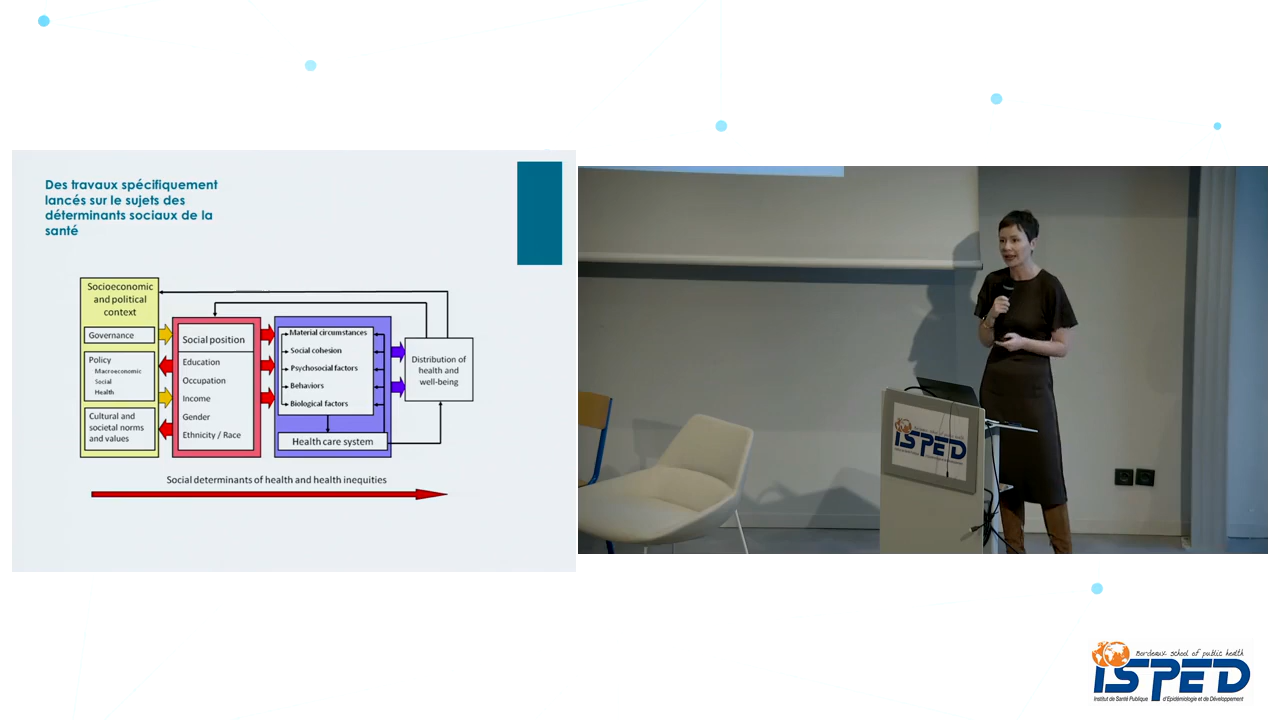 Des travaux spécifiquement
lancés sur le sujets des
déterminants sociaux de la
santé
Socioeconomic
and political
context
Governance
Policy
Macroeconomic
Social
Health
Cultural and
societal norms
and values
Social position
Education
Occupation
Income
Gender
Ethnicity / Race
Material circumstances
Social cohesion
Psychosocial factors
Behaviors
Biological factors
Health care system
Distribution of
health and
well-being
Social determinants of health and health inequities
ISPED
Bordeaux school of public health
ISPED
Institut de Santé Publique d'Epidémiologie et de Développement